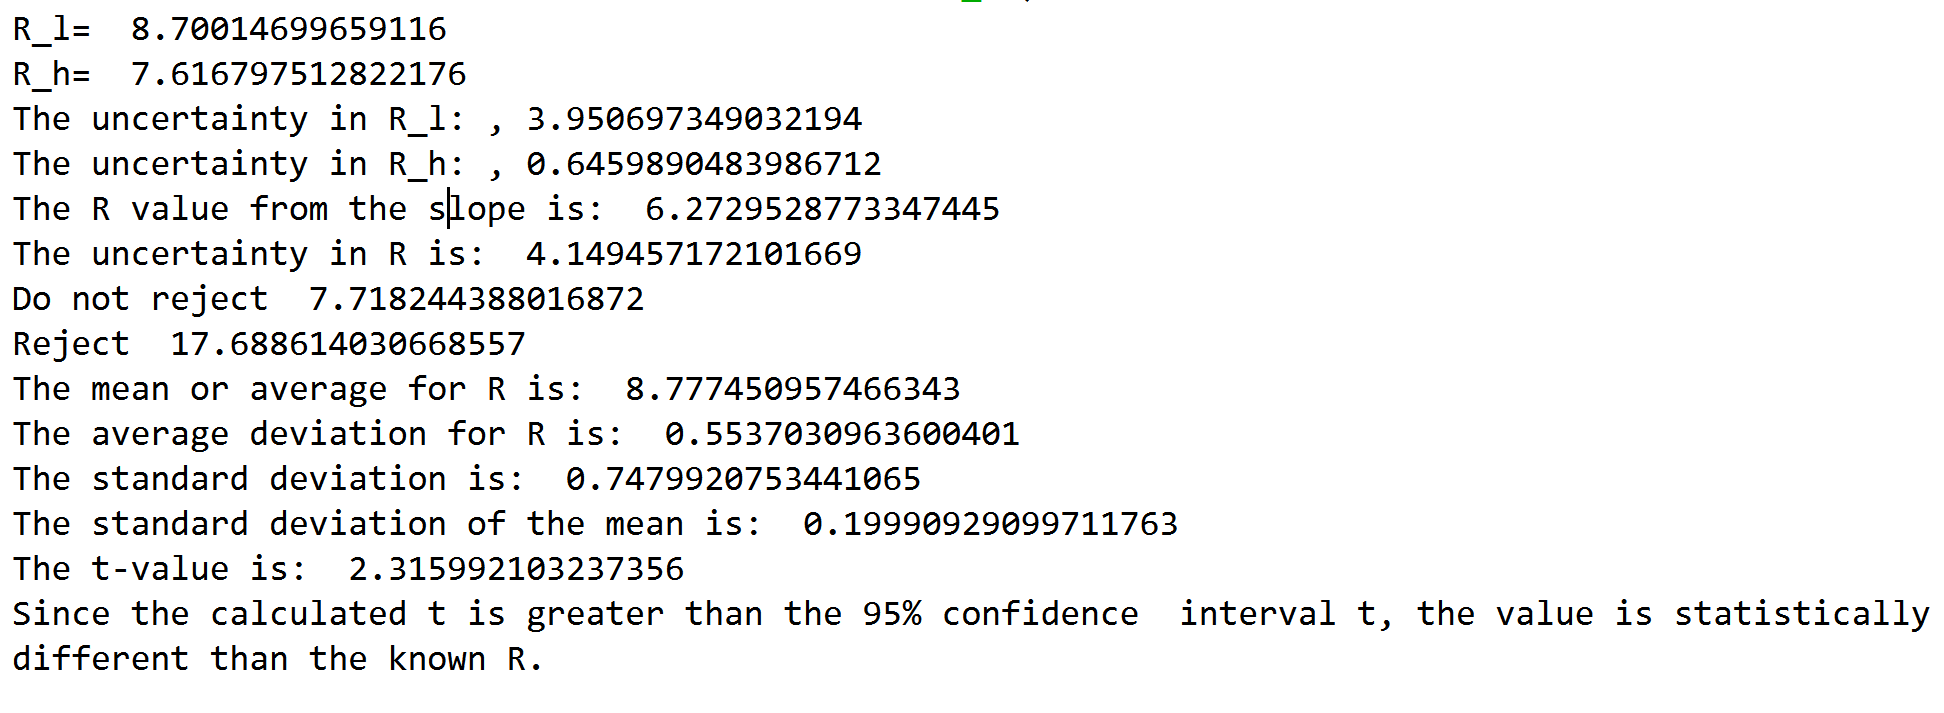 R_l=  8.70014699659116
R_h=  7.616797512822176
The uncertainty in R_l: , 3.950697349032194
The uncertainty in R_h: , 0.6459890483986712
The R value from the slope is:  6.2729528773347445
The uncertainty in R is:  4.149457172101669
Do not reject  7.718244388016872
Reject  17.688614030668557
The mean or average for R is:  8.777450957466343
The average deviation for R is:  0.5537030963600401
The standard deviation is:  0.7479920753441065
The standard deviation of the mean is:  0.19990929099711763
The t-value is:  2.315992103237356
Since the calculated t is greater than the 95% confidence  interval t, the value is statistically
different than the known R.